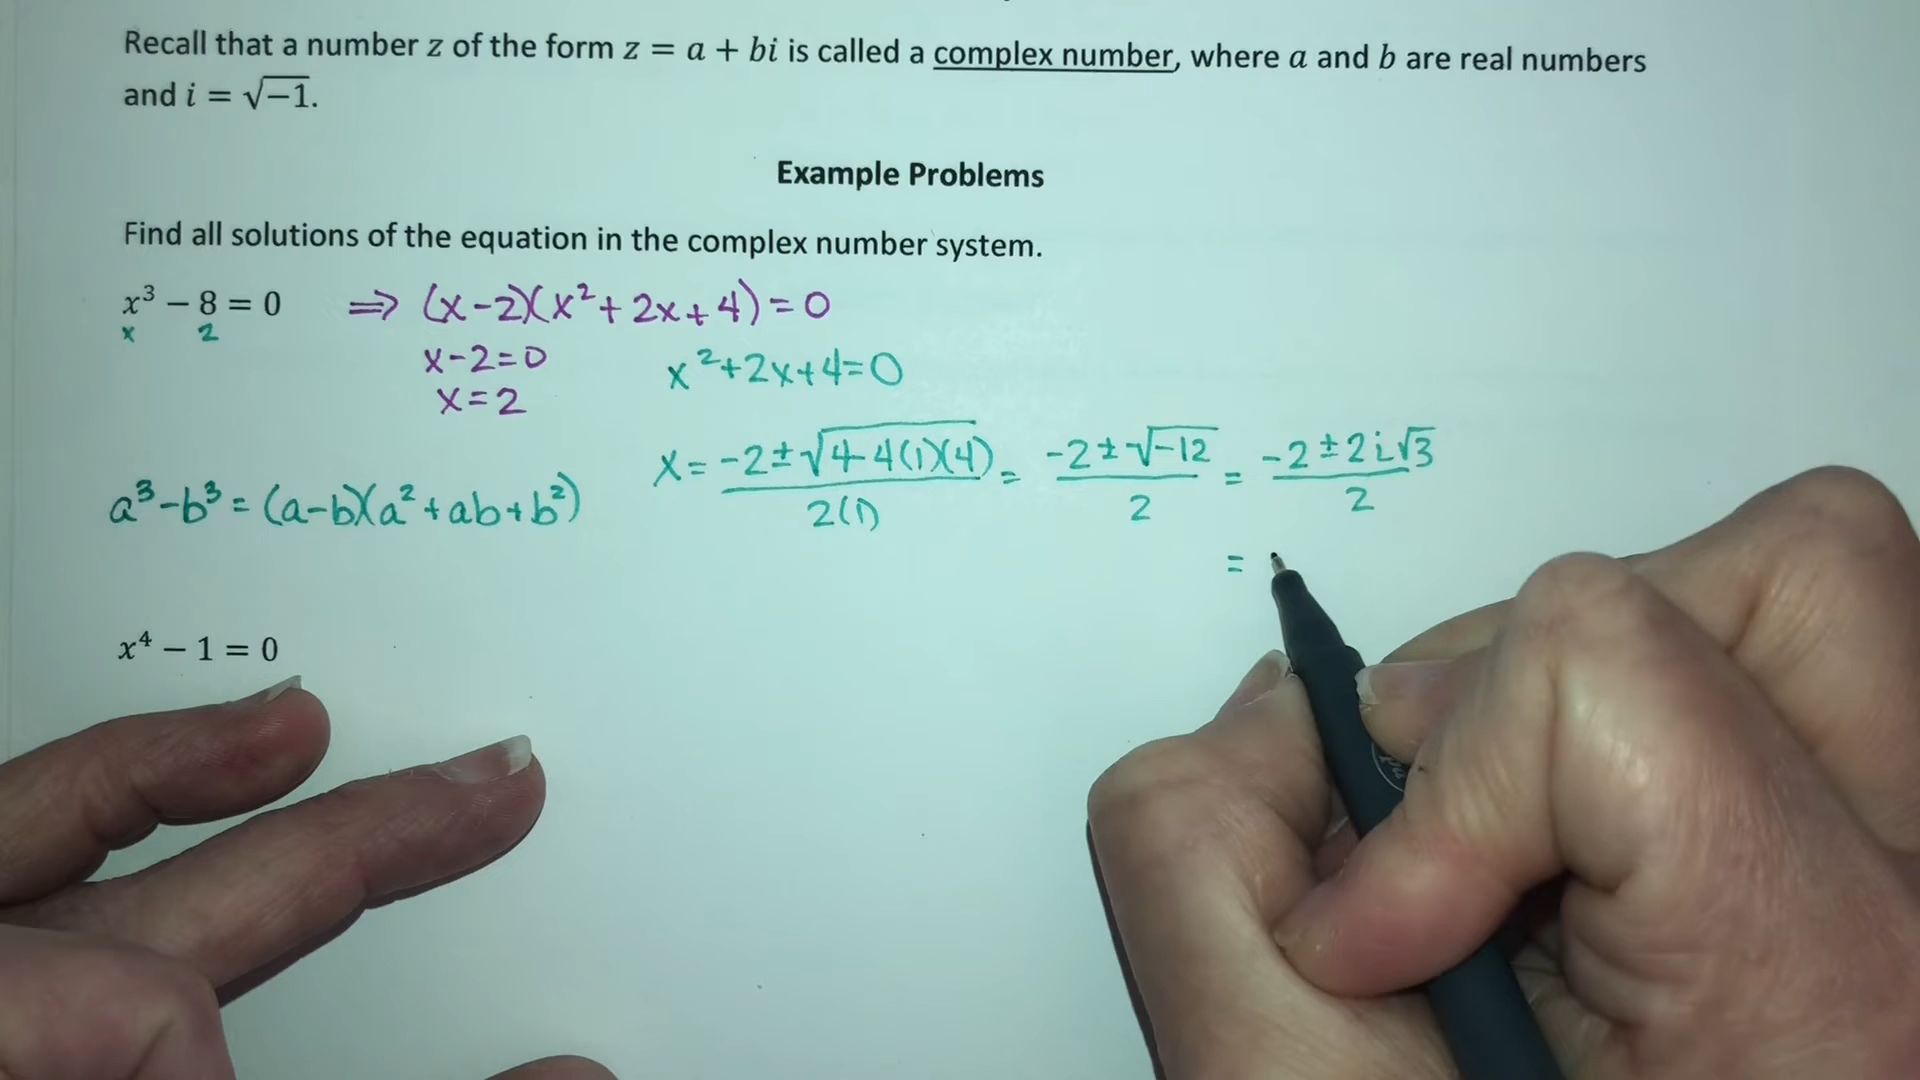 Recall that a number z of the form z = a + bi is called a complex number, where a and b are real numbers
and i = √−1.
Example Problems
Find all solutions of the equation in the complex number system.
x³ − 8 = 0 ⇒ (x-2)(x²+2x+4)=0
x 2
x-2=0 x²+2x+4=0
x=2
x = (-2±√(4-4(1)(4)))/(2(1)) = (-2±√-12)/2 = (-2±2i√3)/2
a³-b³=(a-b)(a²+ab+b²)
=
x⁴ − 1 = 0